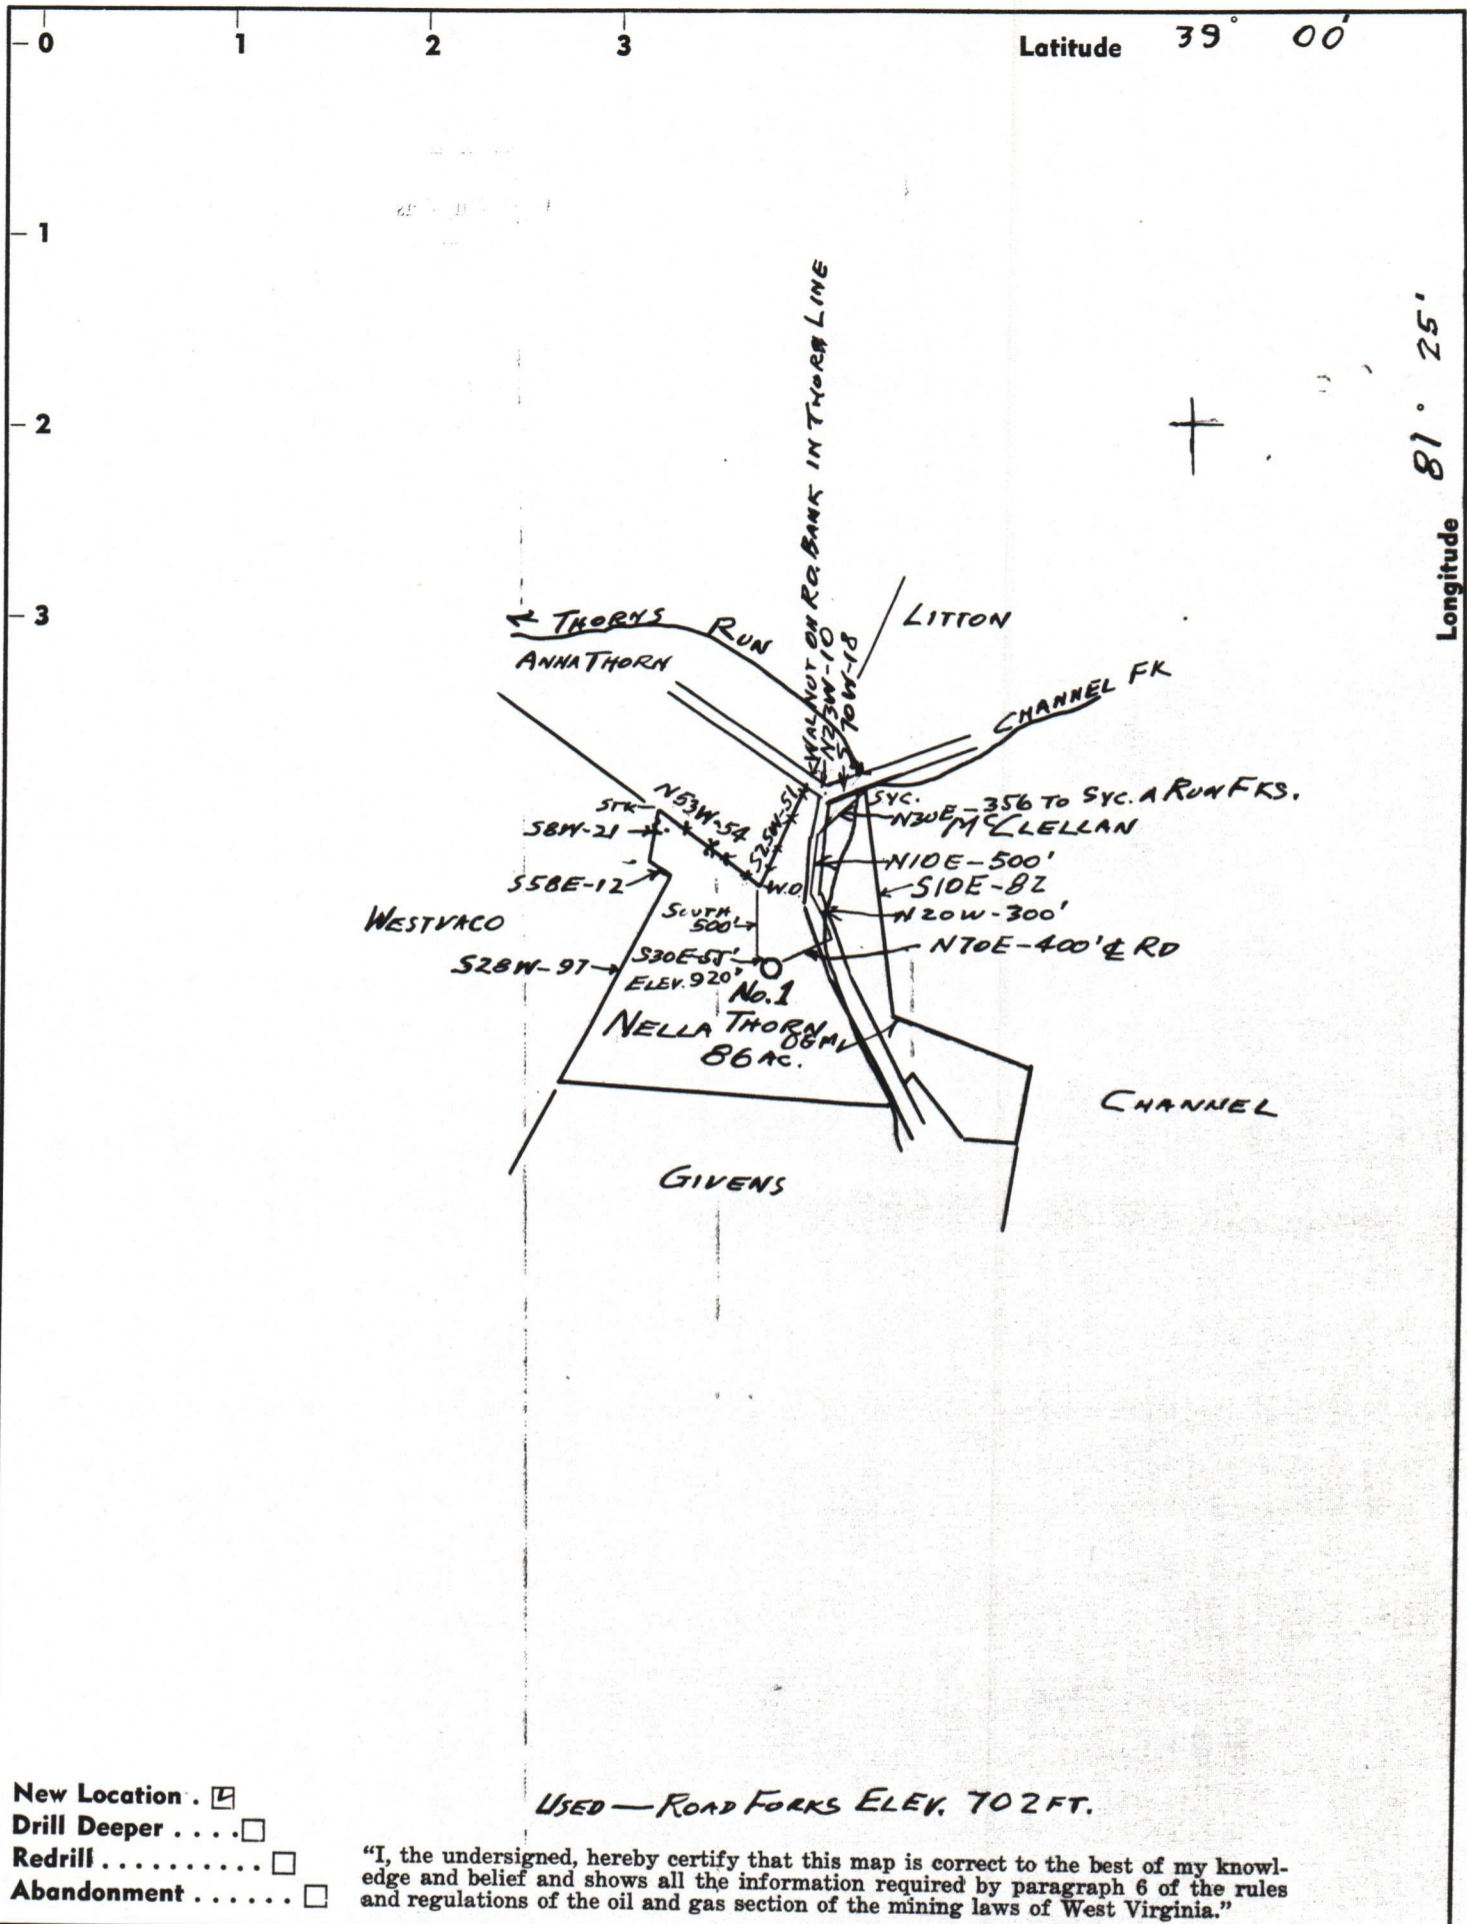 0 1 2 3 Latitude 39° 00'
1
2
3
Longitude 81° 25'
WALNUT ON RD. BANK IN THORN LINE
N23W-10
S70W-18
THORNS RUN
ANNA THORN
LITTON
CHANNEL FK
STK
N53W-54
S25W-51
SYC.
N30E-356 TO SYC. A RUN FKS.
S8W-21
McCLELLAN
N10E-500'
S58E-12
W.O.
S10E-82
WESTVACO
SOUTH
500'
N20W-300'
S28W-97
S30E-55'
N70E-400' ℄ RD
ELEV. 920'
No. 1
NELLA THORN
OGM
86 AC.
CHANNEL
GIVENS
New Location .
Drill Deeper ....
Redrill ..........
Abandonment ......
USED — ROAD FORKS ELEV. 702 FT.
“I, the undersigned, hereby certify that this map is correct to the best of my knowl-
edge and belief and shows all the information required by paragraph 6 of the rules
and regulations of the oil and gas section of the mining laws of West Virginia.”